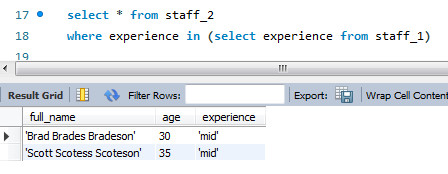 17 select * from staff_2
18 where experience in (select experience from staff_1)
19
Result Grid Filter Rows: Export: Wrap Cell Content
full_name age experience
'Brad Brades Bradeson' 30 'mid'
'Scott Scotess Scoteson' 35 'mid'